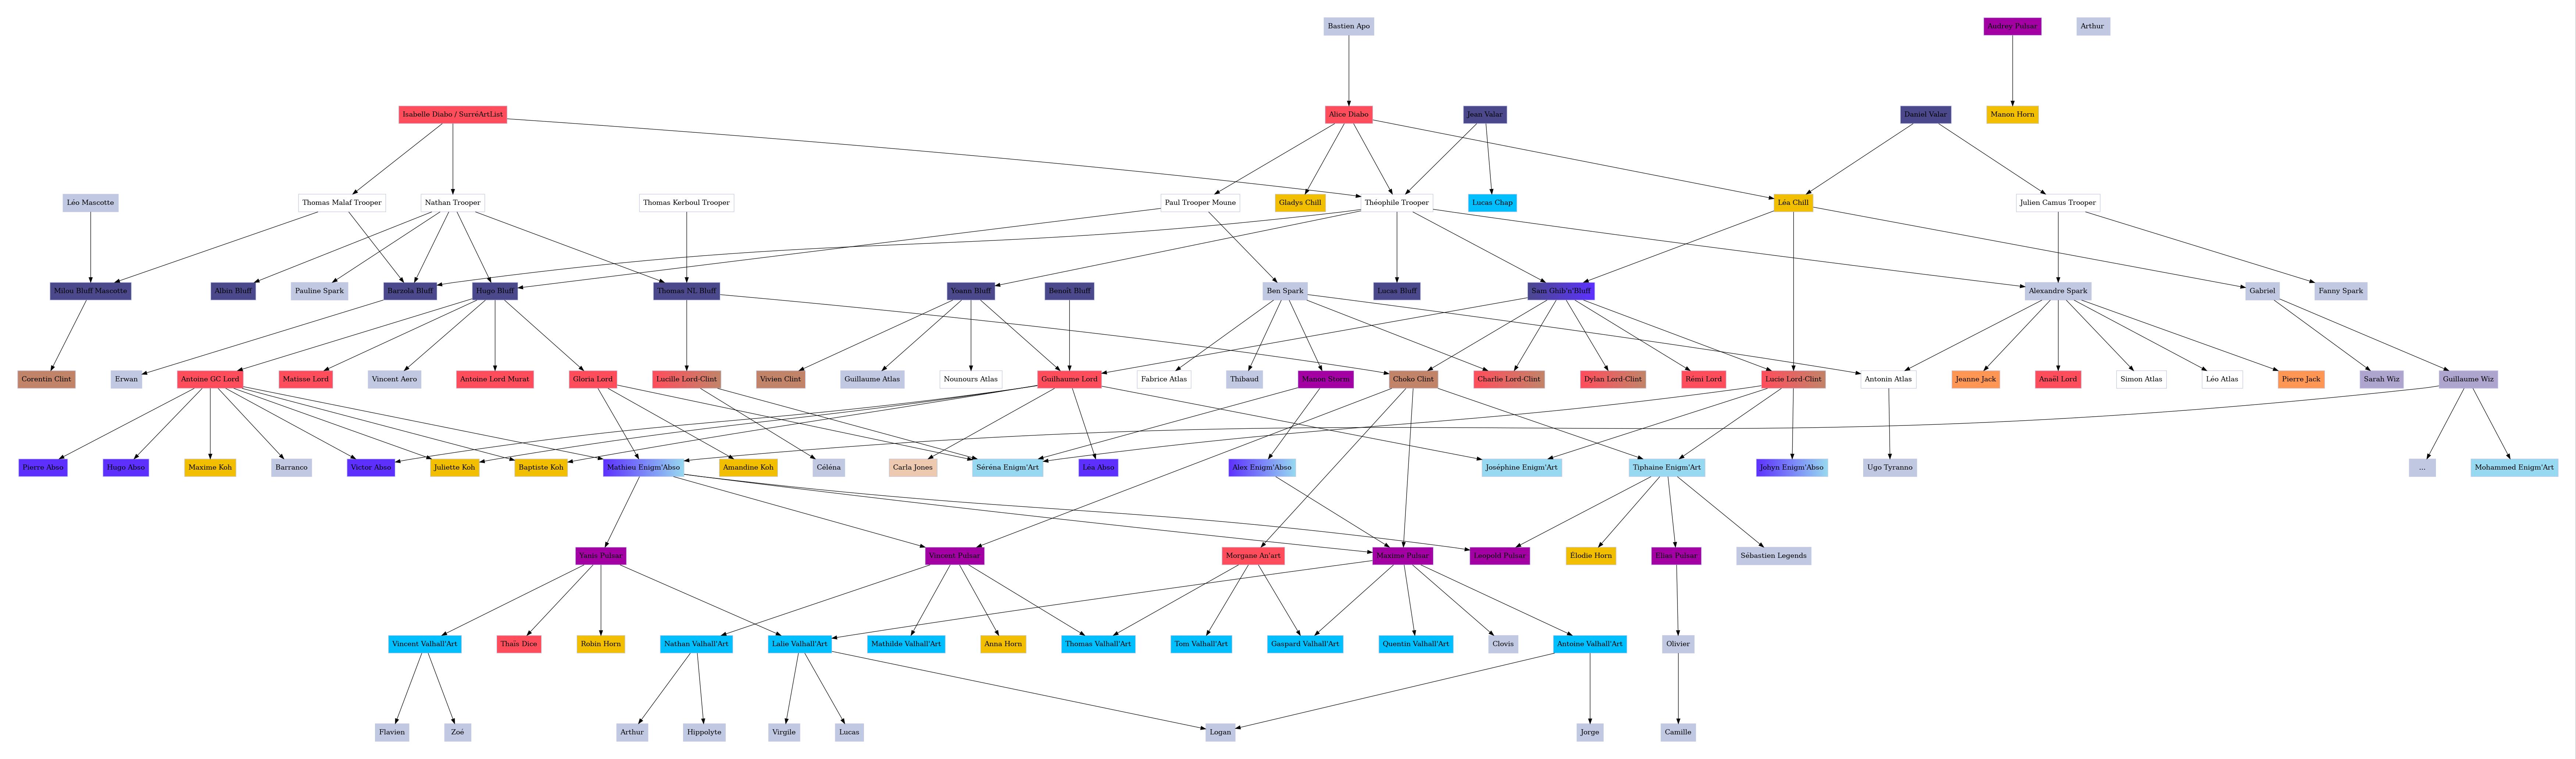 Bastien Apo
Audrey Pulsar
Arthur
Isabelle Diabo / SurréArtList
Alice Diabo
Jean Valar
Daniel Valar
Manon Horn
Léo Mascotte
Thomas Malaf Trooper
Nathan Trooper
Thomas Kerboul Trooper
Paul Trooper Moune
Gladys Chill
Théophile Trooper
Lucas Chap
Léa Chill
Julien Camus Trooper
Milou Bluff Mascotte
Albin Bluff
Pauline Spark
Barzola Bluff
Hugo Bluff
Thomas NL Bluff
Yoann Bluff
Benoît Bluff
Ben Spark
Lucas Bluff
Sam Ghib'n'Bluff
Alexandre Spark
Gabriel
Fanny Spark
Corentin Clint
Erwan
Antoine GC Lord
Matisse Lord
Vincent Aero
Antoine Lord Murat
Gloria Lord
Lucille Lord-Clint
Vivien Clint
Guillaume Atlas
Nounours Atlas
Guilhaume Lord
Fabrice Atlas
Thibaud
Manon Storm
Choko Clint
Charlie Lord-Clint
Dylan Lord-Clint
Rémi Lord
Lucie Lord-Clint
Antonin Atlas
Jeanne Jack
Anaël Lord
Simon Atlas
Léo Atlas
Pierre Jack
Sarah Wiz
Guillaume Wiz
Pierre Abso
Hugo Abso
Maxime Koh
Barranco
Victor Abso
Juliette Koh
Baptiste Koh
Mathieu Enigm'Abso
Amandine Koh
Céléna
Carla Jones
Séréna Enigm'Art
Léa Abso
Alex Enigm'Abso
Joséphine Enigm'Art
Tiphaine Enigm'Art
Johyn Enigm'Abso
Ugo Tyranno
...
Mohammed Enigm'Art
Yanis Pulsar
Vincent Pulsar
Morgane An'art
Maxime Pulsar
Leopold Pulsar
Élodie Horn
Elias Pulsar
Sébastien Legends
Vincent Valhall'Art
Thaïs Dice
Robin Horn
Nathan Valhall'Art
Lalie Valhall'Art
Mathilde Valhall'Art
Anna Horn
Thomas Valhall'Art
Tom Valhall'Art
Gaspard Valhall'Art
Quentin Valhall'Art
Clovis
Antoine Valhall'Art
Olivier
Flavien
Zoé
Arthur
Hippolyte
Virgile
Lucas
Logan
Jorge
Camille